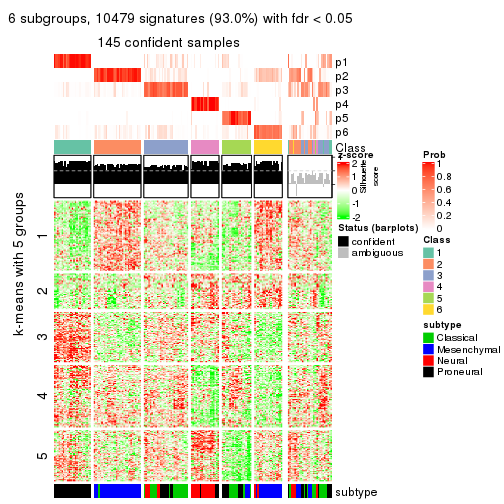 6 subgroups, 10479 signatures (93.0%) with fdr < 0.05
145 confident samples
p1
p2
p3
p4
p5
p6
Class
z-score
2
1
0
-1
-2
Silhouette
score
Status (barplots)
confident
ambiguous
Prob
1
0.8
0.6
0.4
0.2
0
Class
1
2
3
4
5
6
subtype
Classical
Mesenchymal
Neural
Proneural
k-means with 5 groups
1
2
3
4
5
subtype